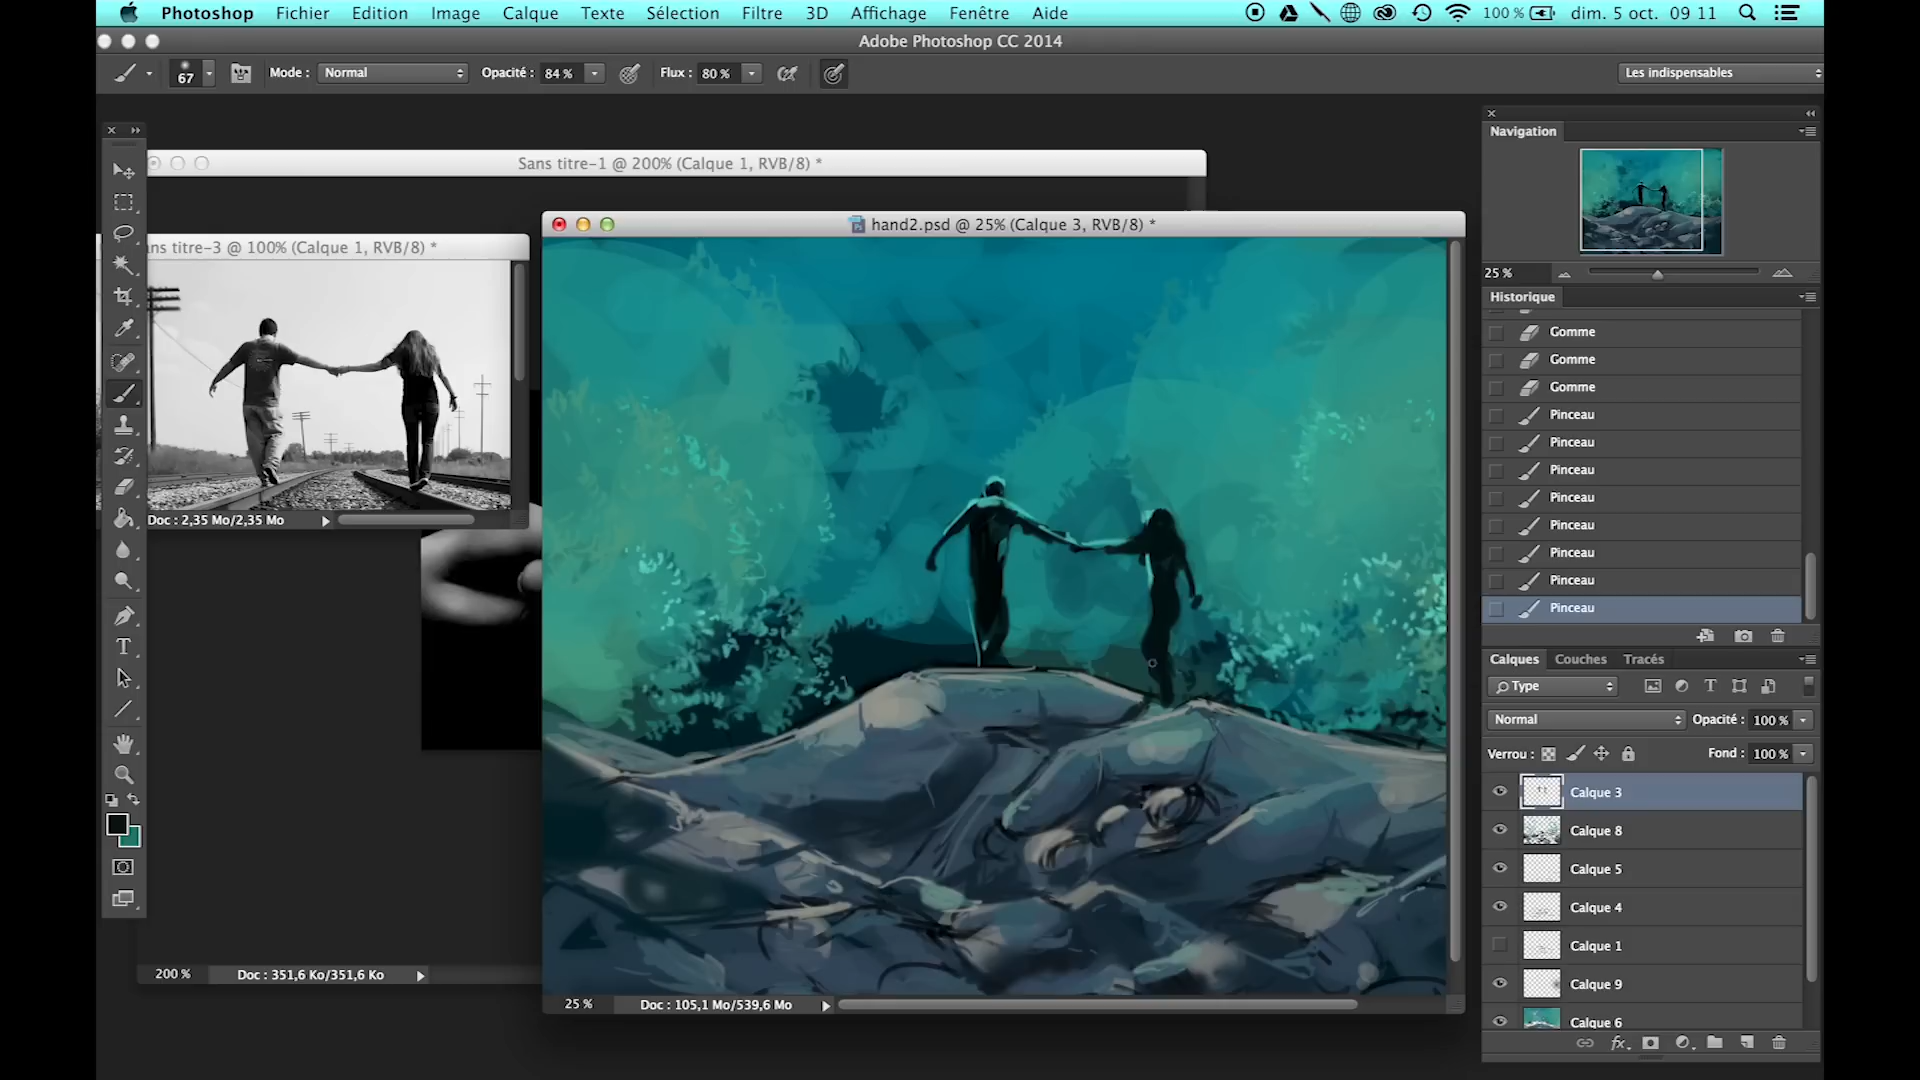 Photoshop Fichier Edition Image Calque Texte Sélection Filtre 3D Affichage Fenêtre Aide 100 % dim. 5 oct. 09 11
Adobe Photoshop CC 2014
67 Mode : Normal Opacité : 84 % Flux : 80 % Les indispensables
Navigation
Sans titre-1 @ 200% (Calque 1, RVB/8) *
hand2.psd @ 25% (Calque 3, RVB/8) *
ans titre-3 @ 100% (Calque 1, RVB/8) *
25 %
Historique
Gomme
Gomme
Gomme
Pinceau
Pinceau
Pinceau
Pinceau
Pinceau
Pinceau
Pinceau
Pinceau
Doc : 2,35 Mo/2,35 Mo
Calques Couches Tracés
Type
Normal Opacité : 100 %
Verrou : Fond : 100 %
Calque 3
Calque 8
Calque 5
Calque 4
Calque 1
Calque 9
Calque 6
200 % Doc : 351,6 Ko/351,6 Ko
25 % Doc : 105,1 Mo/539,6 Mo
fx